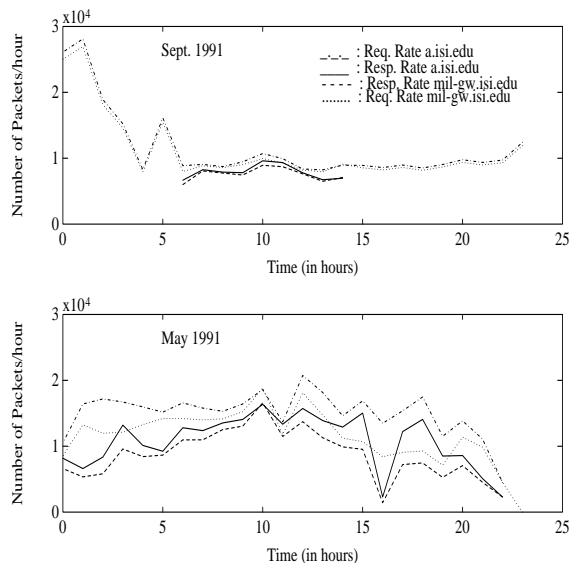 x10^4
3
Sept. 1991
: Req. Rate a.isi.edu
: Resp. Rate a.isi.edu
: Resp. Rate mil-gw.isi.edu
: Req. Rate mil-gw.isi.edu
2
1
0
0 5 10 15 20 25
Number of Packets/hour
Time (in hours)
x10^4
3
May 1991
2
1
0
0 5 10 15 20 25
Number of Packets/hour
Time (in hours)